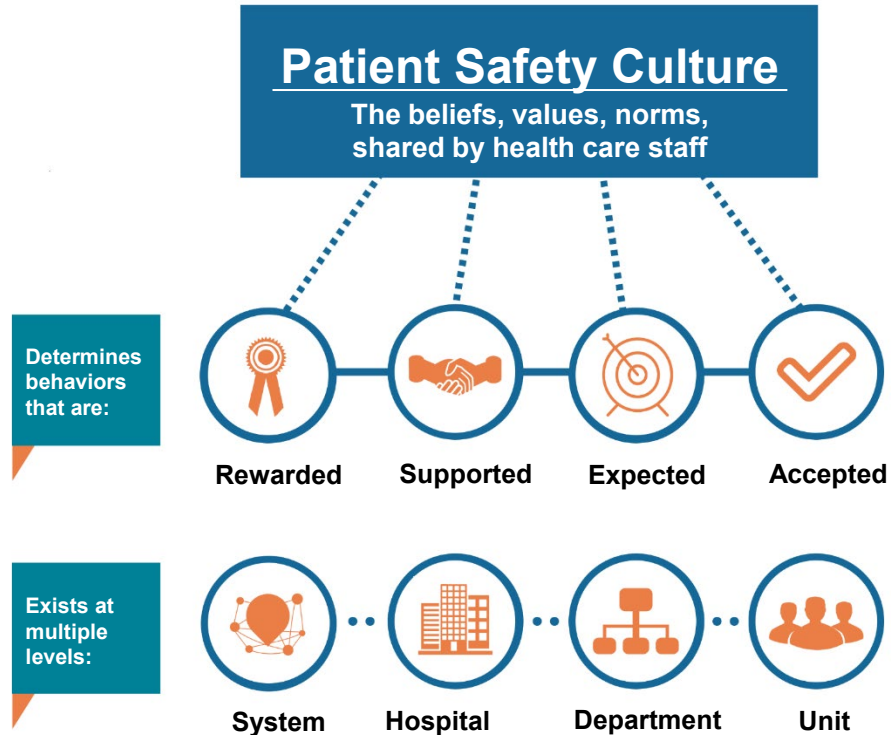 Patient Safety Culture
The beliefs, values, norms,
shared by health care staff
Determines
behaviors
that are:
Rewarded Supported Expected Accepted
Exists at
multiple
levels:
System Hospital Department Unit